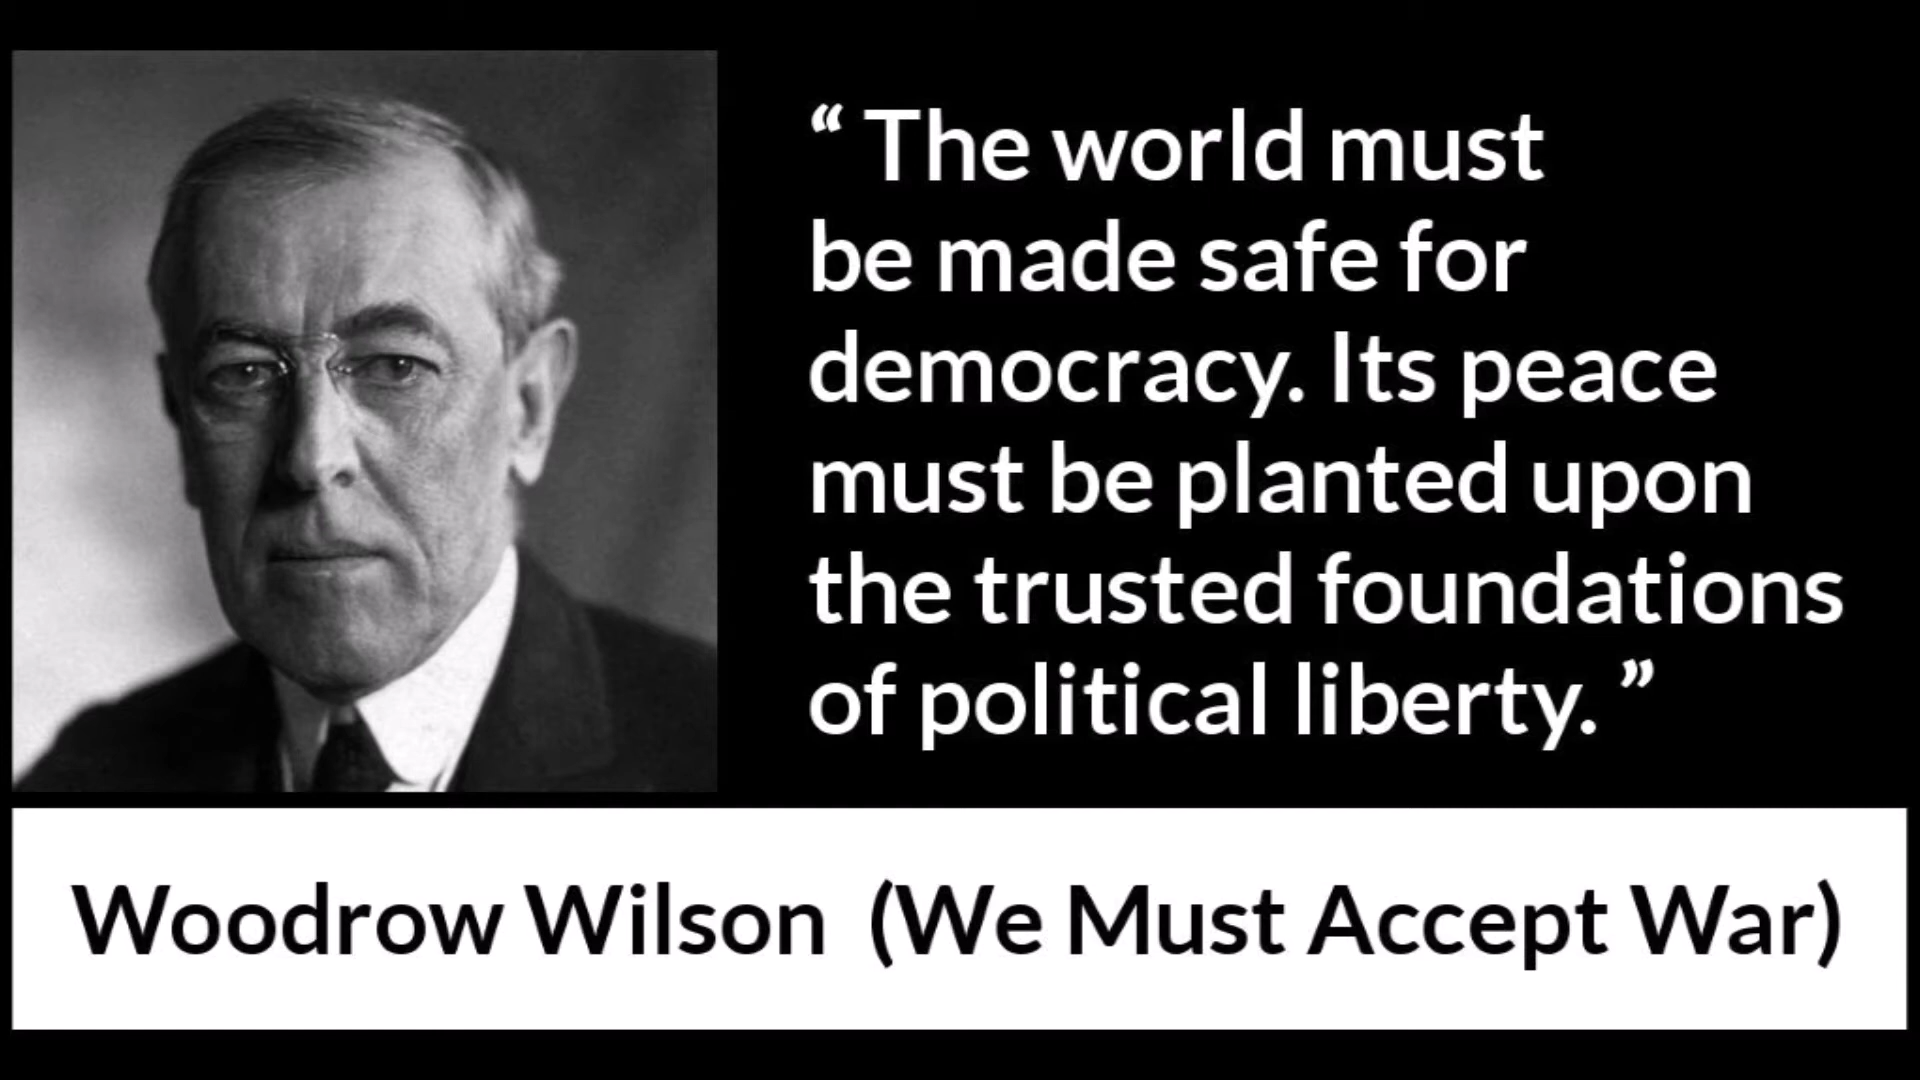 “ The world must
be made safe for
democracy. Its peace
must be planted upon
the trusted foundations
of political liberty. ”
Woodrow Wilson  (We Must Accept War)